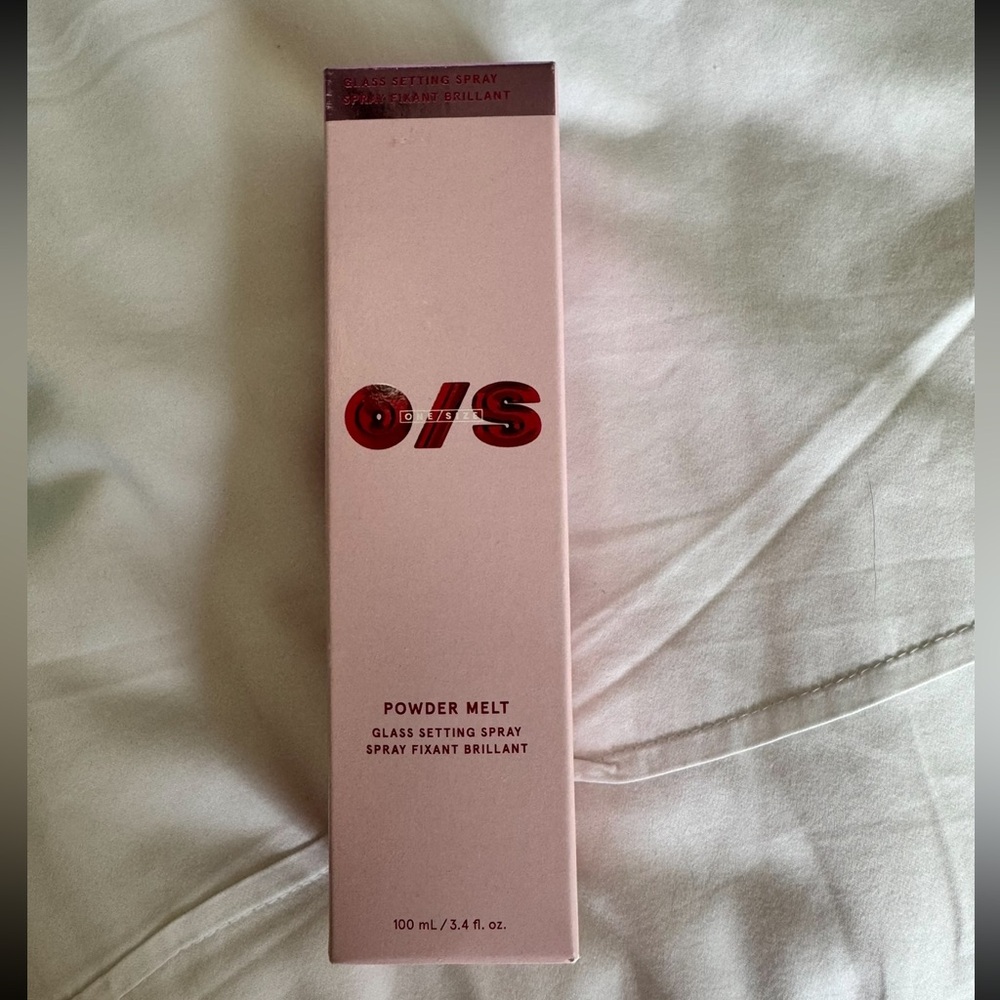 GLASS SETTING SPRAY
SPRAY FIXANT BRILLANT
O/S
ONE/SIZE
POWDER MELT
GLASS SETTING SPRAY
SPRAY FIXANT BRILLANT
100 mL / 3.4 fl. oz.